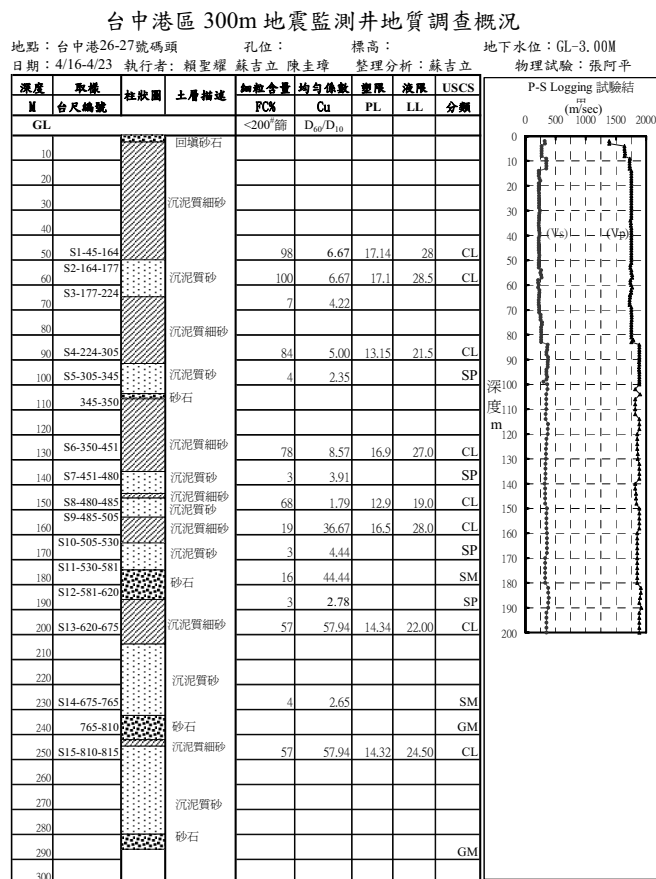 台中港區 300m 地震監測井地質調查概況
地點：台中港26-27號碼頭 孔位： 標高： 地下水位：GL-3.00M
日期：4/16-4/23 執行者: 賴聖耀 蘇吉立 陳圭璋 整理分析：蘇吉立 物理試驗：張阿平
深度 取樣 柱狀圖 土層描述 細粒含量 均勻係數 塑限 液限 USCS
M 台尺編號 FC% Cu PL LL 分類
GL <200#篩 D60/D10
回填砂石
10
20
30 沉泥質細砂
40
50 S1-45-164 98 6.67 17.14 28 CL
S2-164-177
60 沉泥質砂 100 6.67 17.1 28.5 CL
S3-177-224
70 7 4.22
80 沉泥質細砂
90 S4-224-305 84 5.00 13.15 21.5 CL
100 S5-305-345 沉泥質砂 4 2.35 SP
110 345-350 砂石
120
130 S6-350-451 沉泥質細砂 78 8.57 16.9 27.0 CL
140 S7-451-480 沉泥質砂 3 3.91 SP
沉泥質細砂
150 S8-480-485 沉泥質砂 68 1.79 12.9 19.0 CL
S9-485-505
160 沉泥質細砂 19 36.67 16.5 28.0 CL
S10-505-530
170 沉泥質砂 3 4.44 SP
S11-530-581
180 砂石 16 44.44 SM
S12-581-620
190 3 2.78 SP
200 S13-620-675 沉泥質細砂 57 57.94 14.34 22.00 CL
210
220 沉泥質砂
230 S14-675-765 4 2.65 SM
240 765-810 砂石 GM
250 S15-810-815 沉泥質細砂 57 57.94 14.32 24.50 CL
260
270 沉泥質砂
280 砂石
290 GM
300
P-S Logging 試驗結
(m/sec)
0 500 1000 1500 2000
0
10
20
30
40 (Vs) (Vp)
50
60
70
80
90
深度 m
100
110
120
130
140
150
160
170
180
190
200